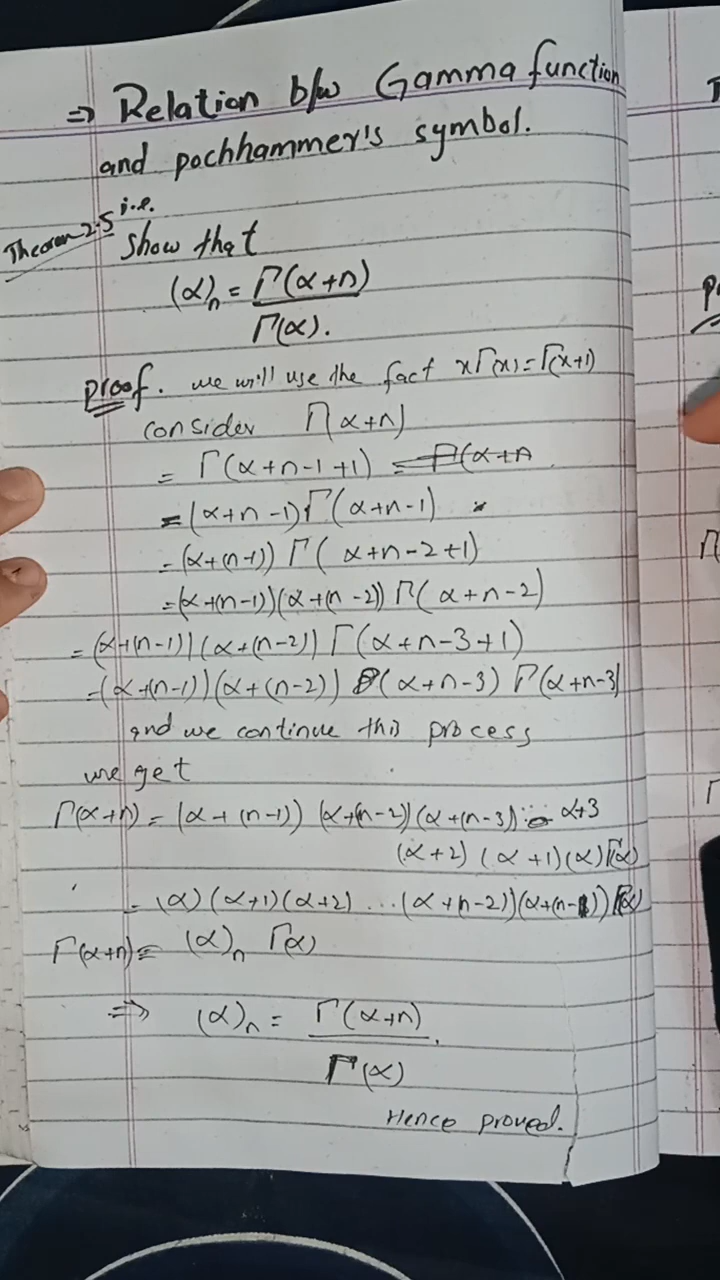 ⇒ Relation b/w Gamma function
and pochhammer's symbol.
Theorem 2.5 i.e.
show that
(α)ₙ = Γ(α+n)
Γ(α).
Proof. we will use the fact xΓ(x) = Γ(x+1)
consider Γ(α+n)
= Γ(α+n-1+1) = Γ(α+n
= (α+n-1)Γ(α+n-1)
= (α+(n-1)) Γ(α+n-2+1)
= (α+(n-1))(α+(n-2)) Γ(α+n-2)
= (α+(n-1))(α+(n-2)) Γ(α+n-3+1)
= (α+(n-1))(α+(n-2)) (α+n-3) Γ(α+n-3)
and we continue this process
we get
Γ(α+n) = (α+(n-1)) (α+(n-2)) (α+(n-3)) ... α+3
(α+2) (α+1)(α)Γ(α)
= (α)(α+1)(α+2) ... (α+n-2))(α+(n-1)) Γ(α)
Γ(α+n) = (α)ₙ Γ(α)
⇒ (α)ₙ = Γ(α+n)
Γ(α)
Hence proved.